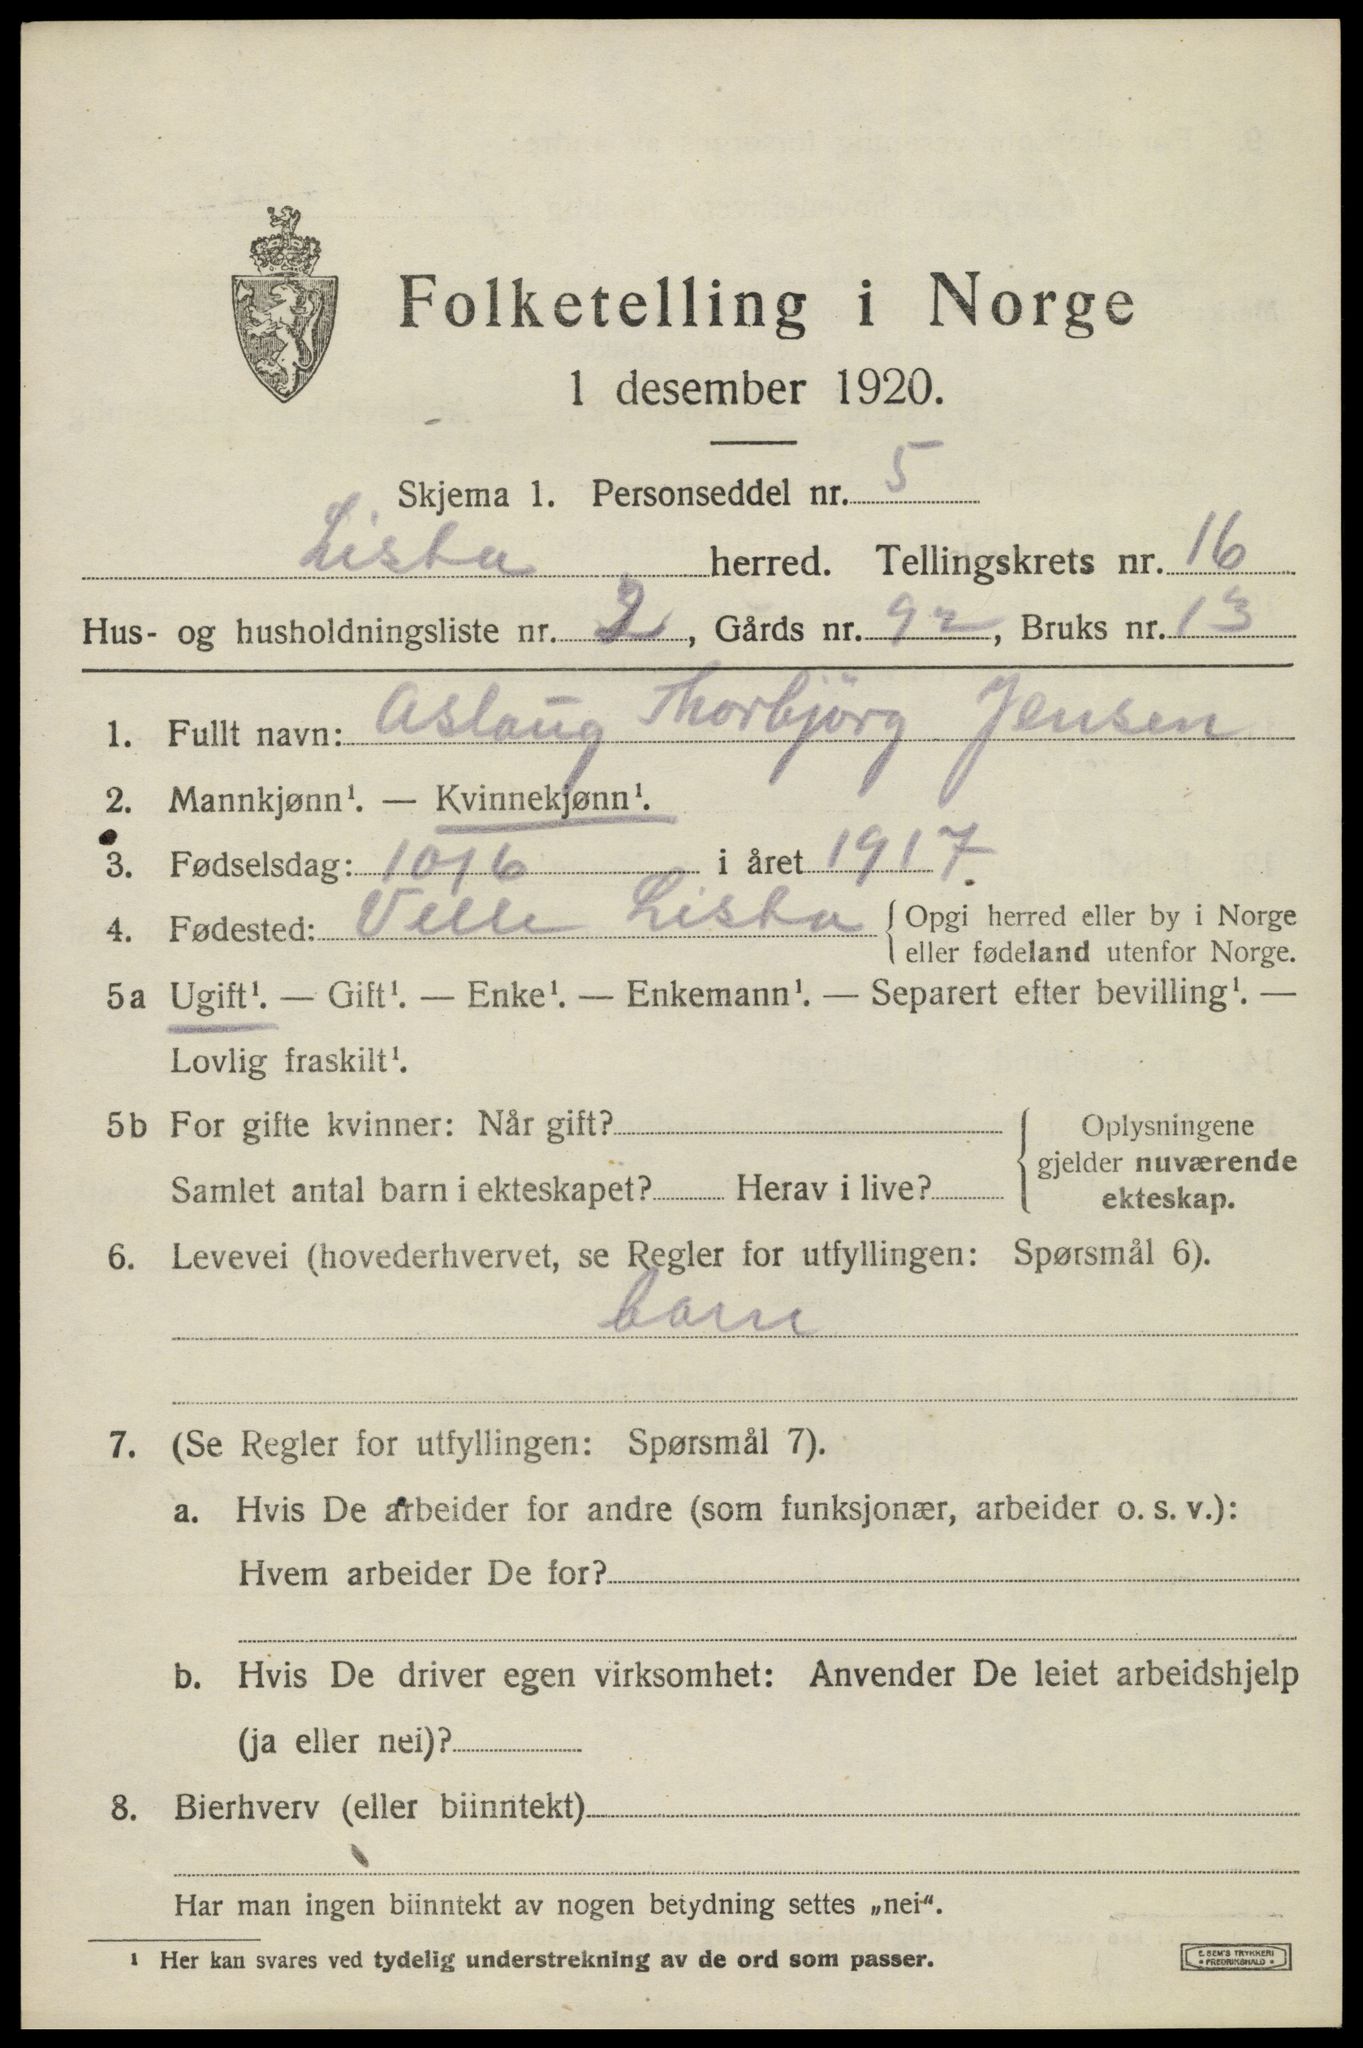 Folketelling i Norge
1 desember 1920.
Skjema 1. Personseddel nr. 5
Lista herred. Tellingskrets nr. 16
Hus- og husholdningsliste nr. 2, Gårds nr. 92, Bruks nr. 13
1. Fullt navn: Aslaug Thorbjörg Jensen
2. Mannkjønn¹. — Kvinnekjønn¹.
3. Fødselsdag: 10/6 i året 1917
4. Fødested: Lista { Opgi herred eller by i Norge
eller fødeland utenfor Norge.
5a Ugift¹. — Gift¹. — Enke¹. — Enkemann¹. — Separert efter bevilling¹. —
Lovlig fraskilt¹.
5b For gifte kvinner: Når gift? { Oplysningene
gjelder nuværende
Samlet antal barn i ekteskapet? Herav i live?
ekteskap.
6. Levevei (hovederhvervet, se Regler for utfyllingen: Spørsmål 6).
barn
7. (Se Regler for utfyllingen: Spørsmål 7).
a. Hvis De arbeider for andre (som funksjonær, arbeider o. s. v.):
Hvem arbeider De for?
b. Hvis De driver egen virksomhet: Anvender De leiet arbeidshjelp
(ja eller nei)?
8. Bierhverv (eller biinntekt)
Har man ingen biinntekt av nogen betydning settes „nei“.
¹ Her kan svares ved tydelig understrekning av de ord som passer.
E. SEM'S TRYKKERI
FREDRIKSHALD